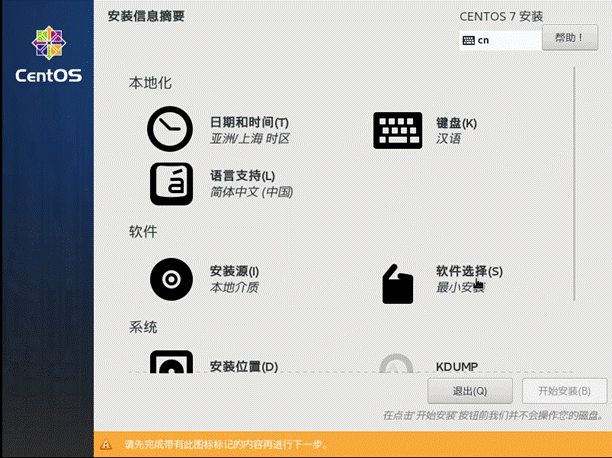 安装信息摘要
CENTOS 7 安装
cn
帮助！
CentOS
本地化
日期和时间(T)
亚洲/上海 时区
键盘(K)
汉语
语言支持(L)
简体中文 (中国)
软件
安装源(I)
本地介质
软件选择(S)
最小安装
系统
安装位置(D)
KDUMP
退出(Q)
开始安装(B)
在点击'开始安装'按钮前我们并不会操作您的磁盘。
请先完成带有此图标标记的内容再进行下一步。